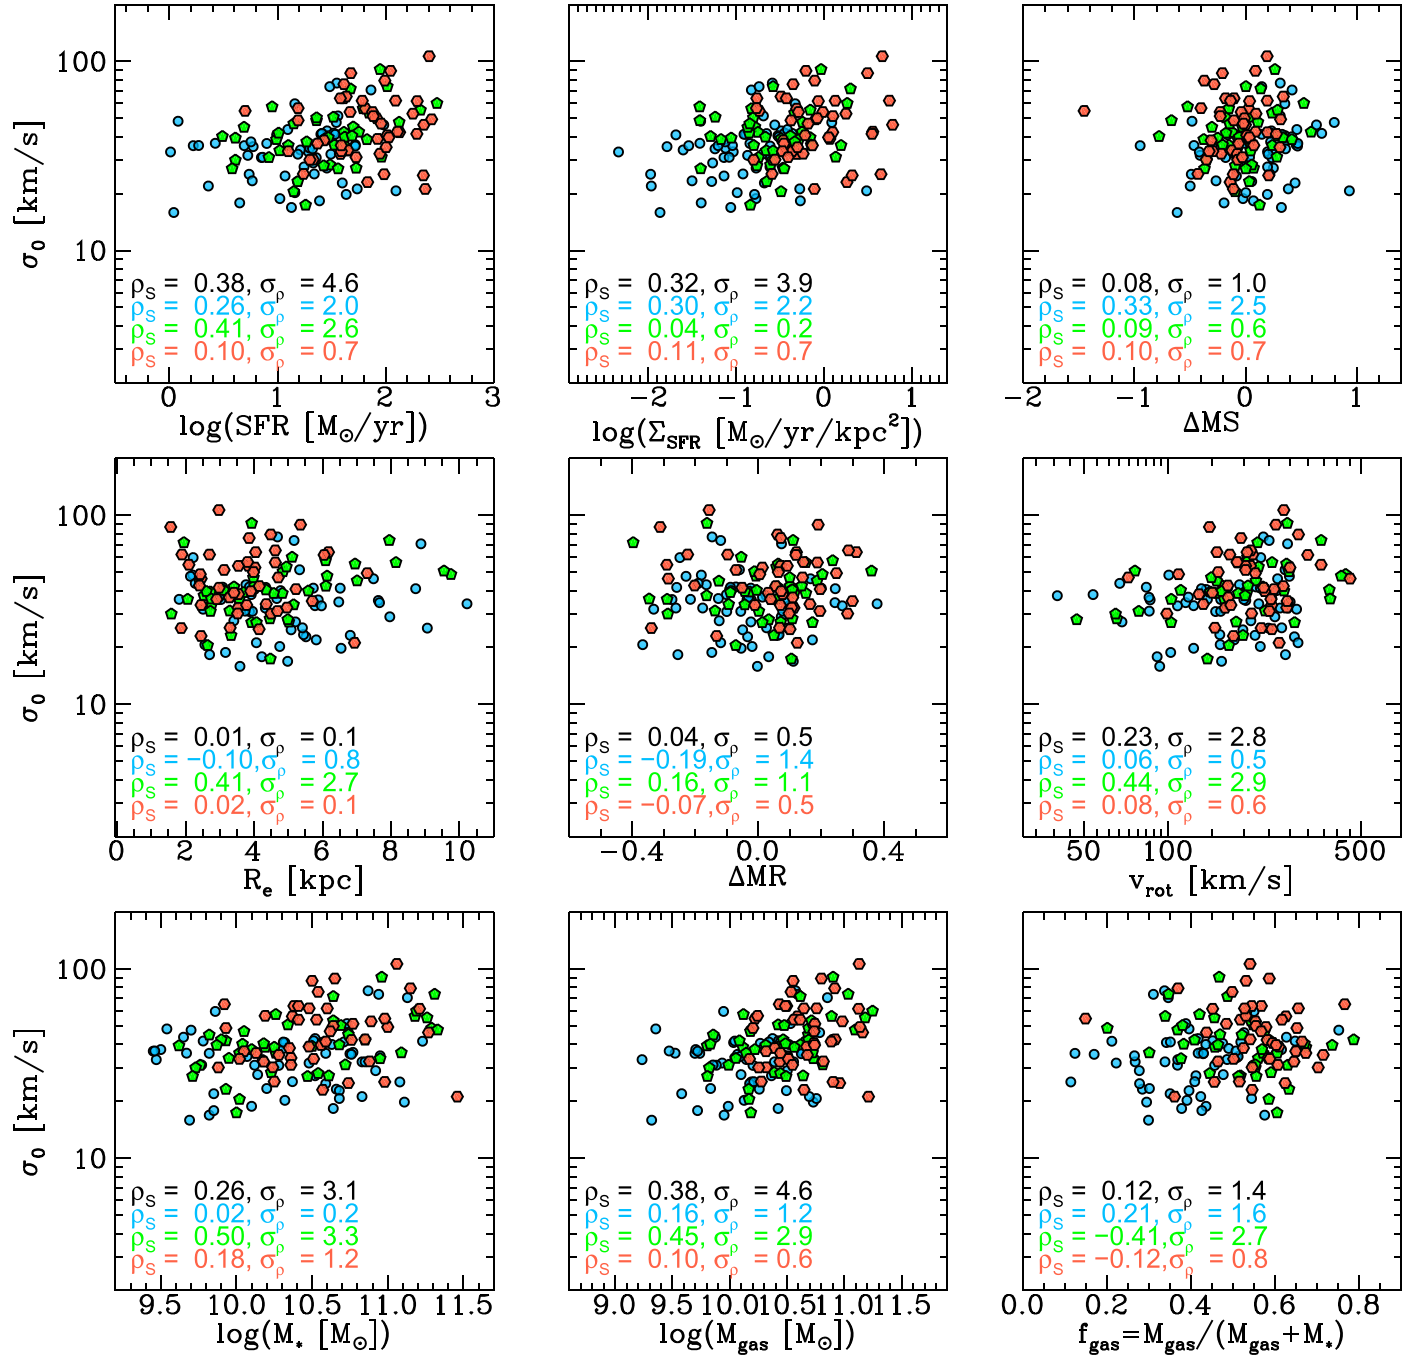 100
10
σ₀ [km/s]
ρS = 0.38, σρ = 4.6
ρS = 0.26, σρ = 2.0
ρS = 0.41, σρ = 2.6
ρS = 0.10, σρ = 0.7
0 1 2 3
log(SFR [M⊙/yr])
ρS = 0.32, σρ = 3.9
ρS = 0.30, σρ = 2.2
ρS = 0.04, σρ = 0.2
ρS = 0.11, σρ = 0.7
−2 −1 0 1
log(ΣSFR [M⊙/yr/kpc²])
ρS = 0.08, σρ = 1.0
ρS = 0.33, σρ = 2.5
ρS = 0.09, σρ = 0.6
ρS = 0.10, σρ = 0.7
−2 −1 0 1
ΔMS
100
10
σ₀ [km/s]
ρS = 0.01, σρ = 0.1
ρS = −0.10, σρ = 0.8
ρS = 0.41, σρ = 2.7
ρS = 0.02, σρ = 0.1
0 2 4 6 8 10
Re [kpc]
ρS = 0.04, σρ = 0.5
ρS = −0.19, σρ = 1.4
ρS = 0.16, σρ = 1.1
ρS = −0.07, σρ = 0.5
−0.4 0.0 0.4
ΔMR
ρS = 0.23, σρ = 2.8
ρS = 0.06, σρ = 0.5
ρS = 0.44, σρ = 2.9
ρS = 0.08, σρ = 0.6
50 100 500
vrot [km/s]
100
10
σ₀ [km/s]
ρS = 0.26, σρ = 3.1
ρS = 0.02, σρ = 0.2
ρS = 0.50, σρ = 3.3
ρS = 0.18, σρ = 1.2
9.5 10.0 10.5 11.0 11.5
log(M* [M⊙])
ρS = 0.38, σρ = 4.6
ρS = 0.16, σρ = 1.2
ρS = 0.45, σρ = 2.9
ρS = 0.10, σρ = 0.6
9.0 9.5 10.0 10.5 11.0 11.5
log(Mgas [M⊙])
ρS = 0.12, σρ = 1.4
ρS = 0.21, σρ = 1.6
ρS = −0.41, σρ = 2.7
ρS = −0.12, σρ = 0.8
0.0 0.2 0.4 0.6 0.8
fgas=Mgas/(Mgas+M*)